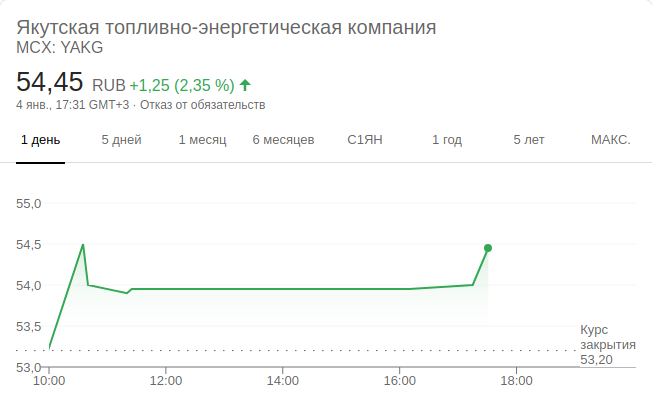 Якутская топливно-энергетическая компания
MCX: YAKG
54,45 RUB +1,25 (2,35 %)
4 янв., 17:31 GMT+3 · Отказ от обязательств
1 день 5 дней 1 месяц 6 месяцев С1ЯН 1 год 5 лет МАКС.
55,0
54,5
54,0
53,5
Курс
закрытия
53,20
53,0
10:00 12:00 14:00 16:00 18:00